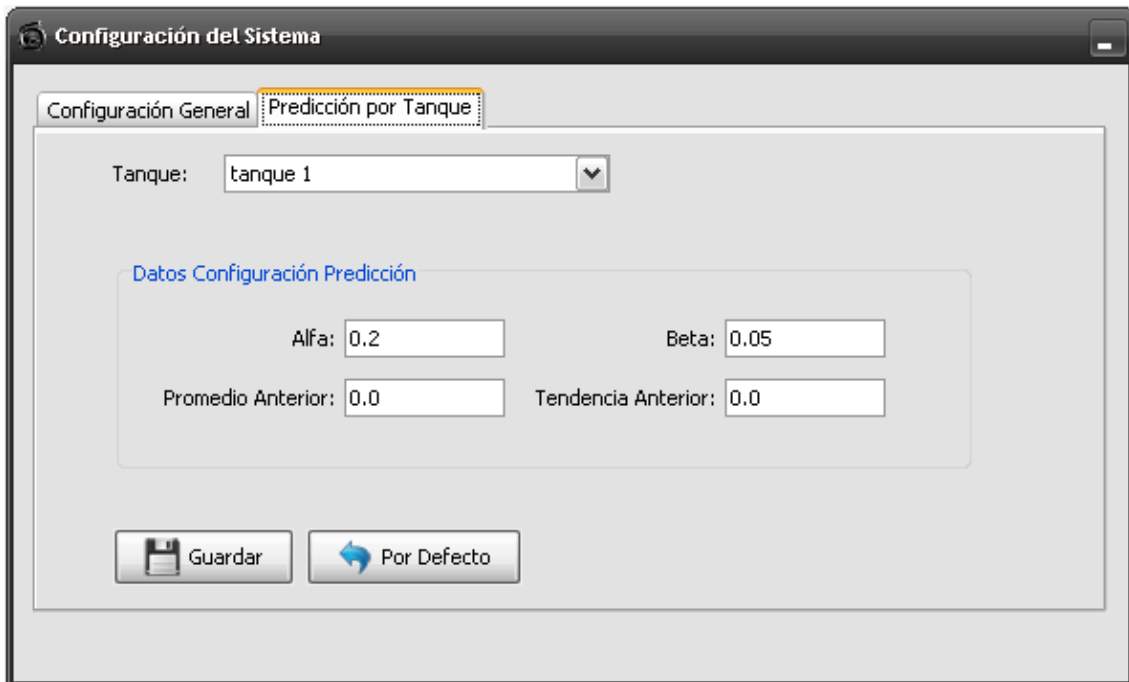 Configuración del Sistema
Configuración General Predicción por Tanque
Tanque: tanque 1
Datos Configuración Predicción
Alfa: 0.2 Beta: 0.05
Promedio Anterior: 0.0 Tendencia Anterior: 0.0
Guardar Por Defecto